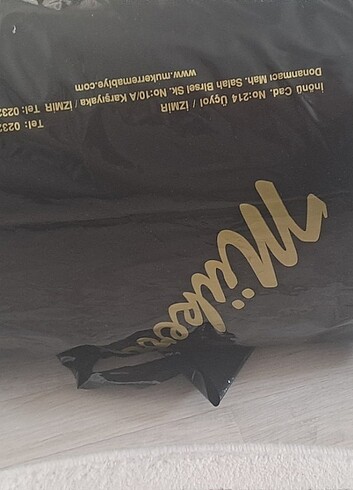 Müker
İnönü Cad. No:214 Üçyol / İZMİR
Donanmacı Mah. Salah Birsel Sk. No:10/A Karşıyaka / İZMİR Tel: 0232
www.mukerremabiye.com
Tel: 0232